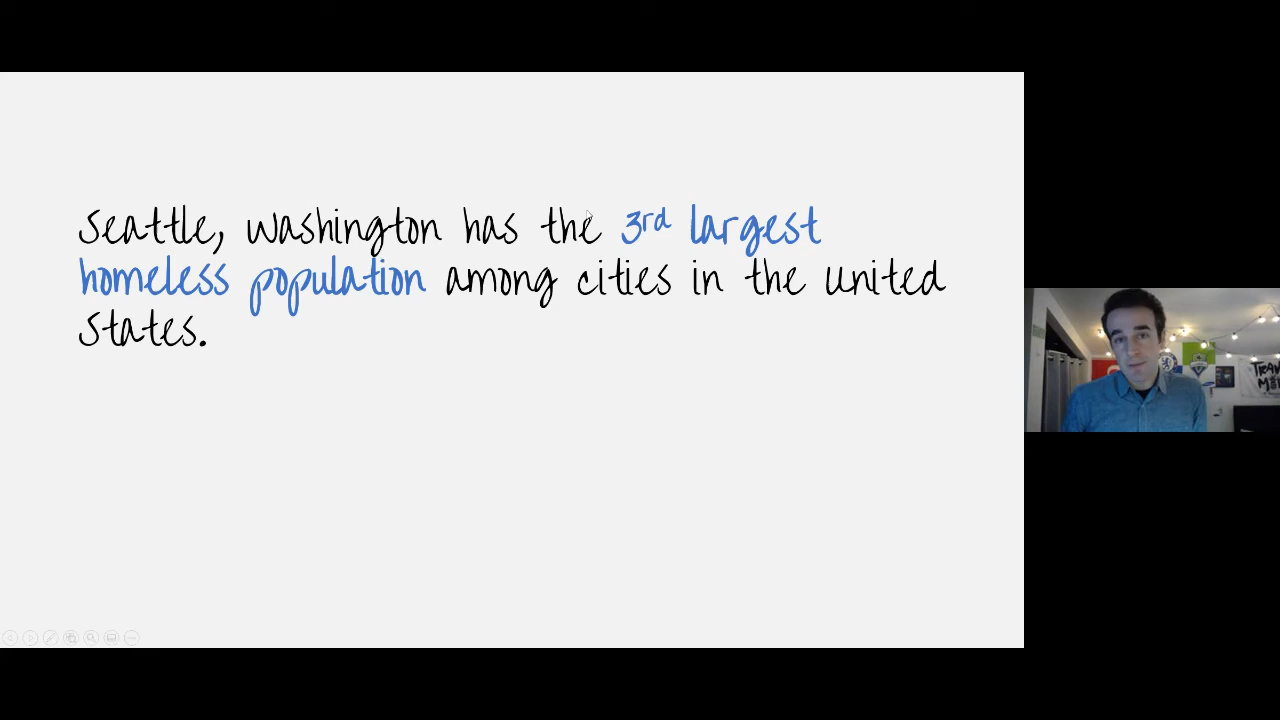 Seattle, Washington has the 3rd largest
homeless population among cities in the United
States.